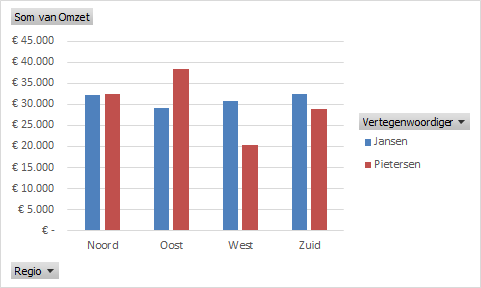 Som van Omzet
€ 45.000
€ 40.000
€ 35.000
€ 30.000
€ 25.000
€ 20.000
€ 15.000
€ 10.000
€ 5.000
€ -
Noord Oost West Zuid
Vertegenwoordiger
Jansen
Pietersen
Regio